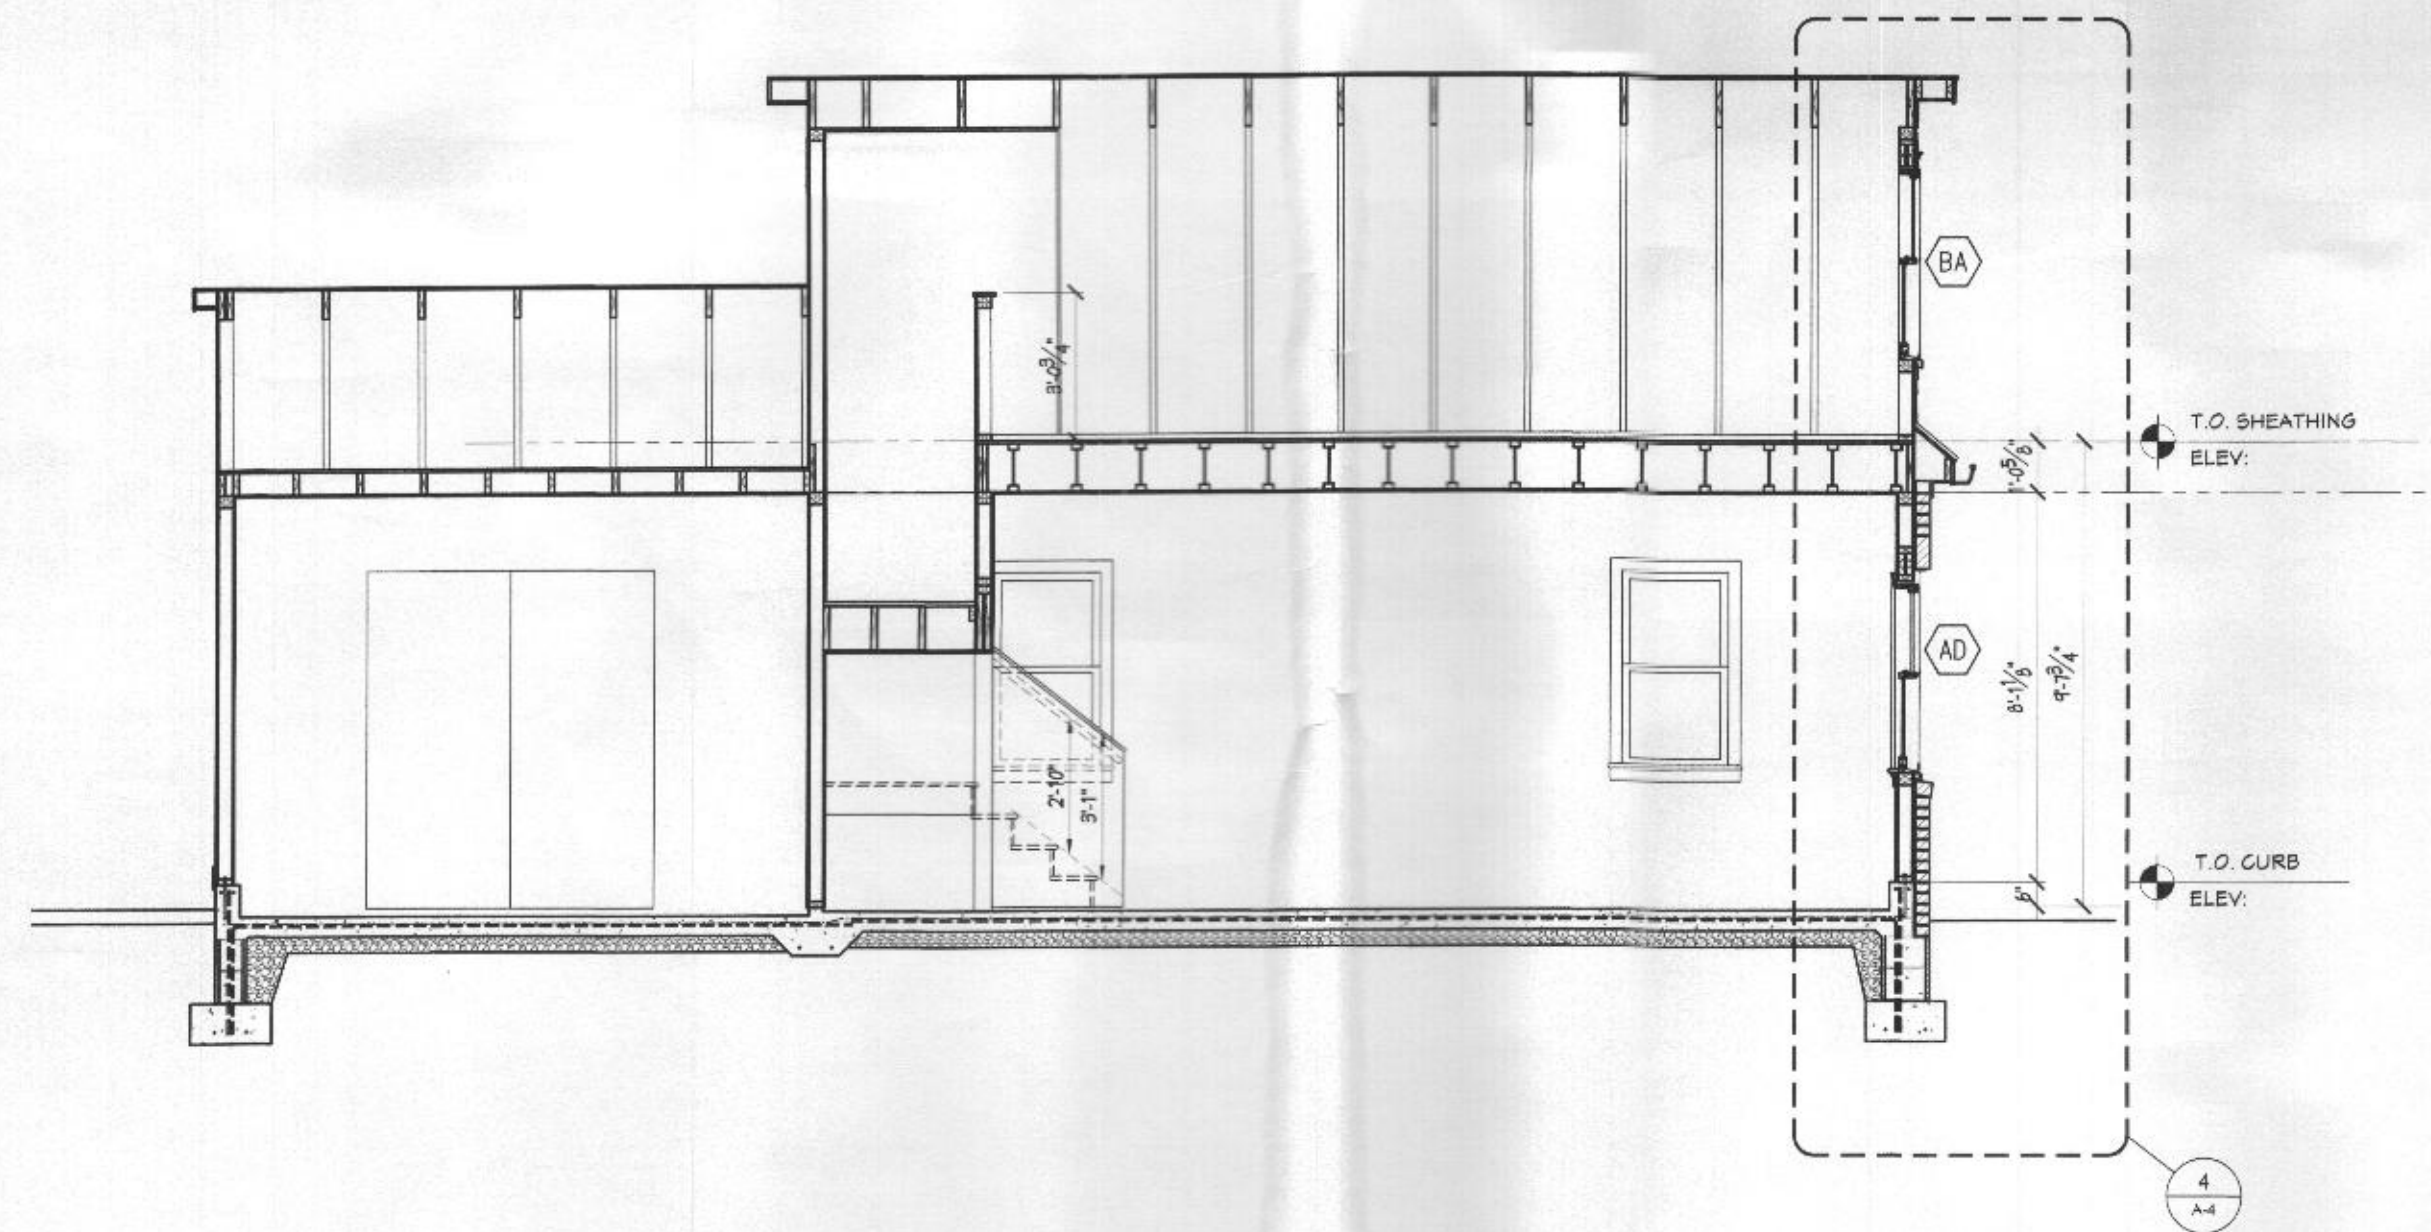 BA
3'-0 3/4"
T.O. SHEATHING
ELEV:
1'-0 5/8"
AD
8'-1 1/8"
9'-7 3/4"
2'-10"
3'-1"
T.O. CURB
ELEV:
6"
4
A-4